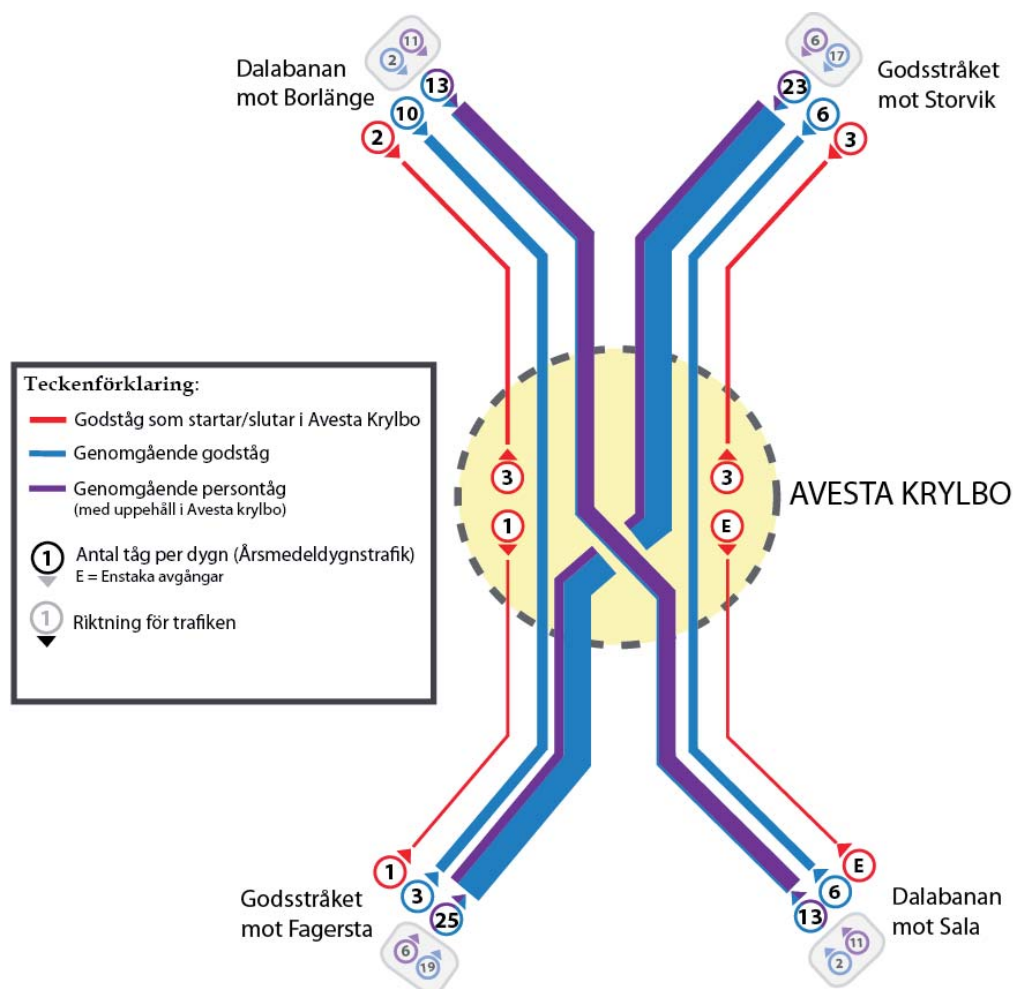 11
2
6
17
Dalabanan
mot Borlänge
13
23
Godsstråket
mot Storvik
10
6
2
3
Teckenförklaring:
Godståg som startar/slutar i Avesta Krylbo
Genomgående godståg
Genomgående persontåg
(med uppehåll i Avesta krylbo)
1 Antal tåg per dygn (Årsmedeldygnstrafik)
E = Enstaka avgångar
1 Riktning för trafiken
3
3
AVESTA KRYLBO
1
E
1
E
3
6
Godsstråket
mot Fagersta
25
13
Dalabanan
mot Sala
6
19
11
2